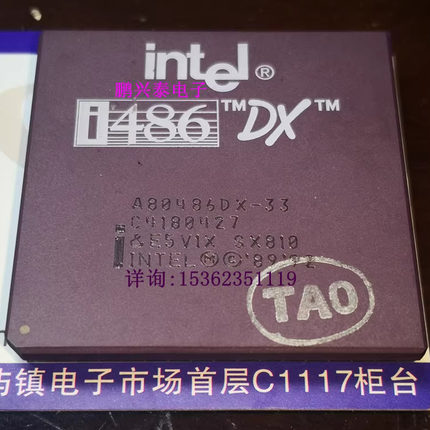 intel®
鹏兴泰电子
i486™DX™
A80486DX-33
C4180427
&E5V1X SX810
INTEL Ⓜ © '89 '92
详询:15362351119
TAO
镇电子市场首层C1117柜台